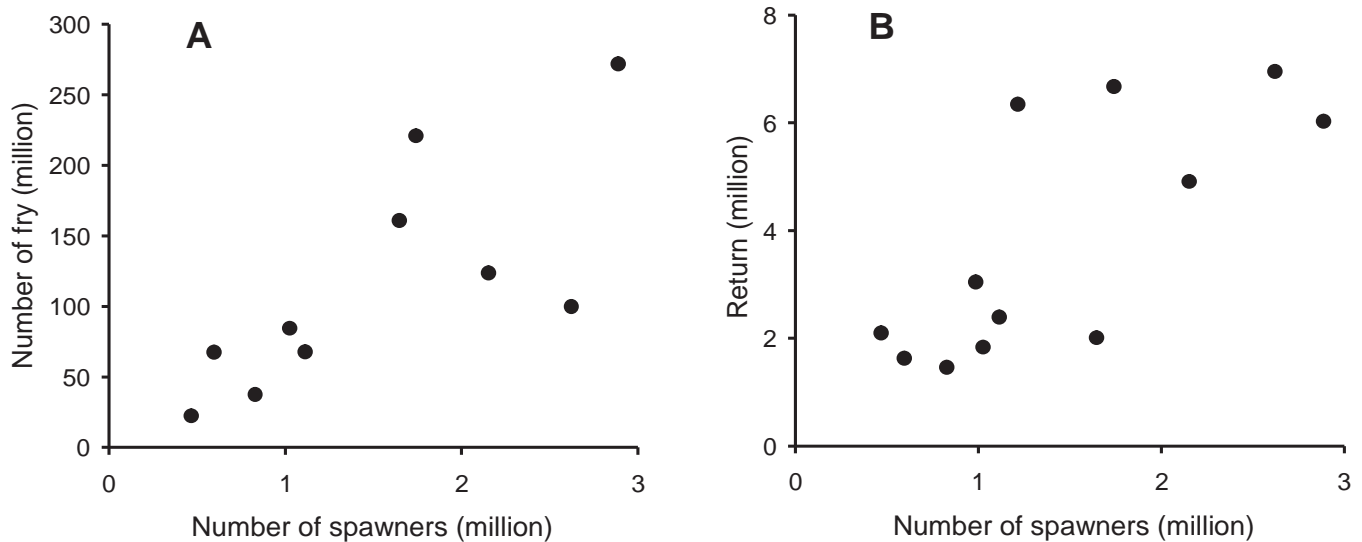 A
300
250
200
150
100
50
0
Number of fry (million)
0 1 2 3
Number of spawners (million)
B
8
6
4
2
0
Return (million)
0 1 2 3
Number of spawners (million)